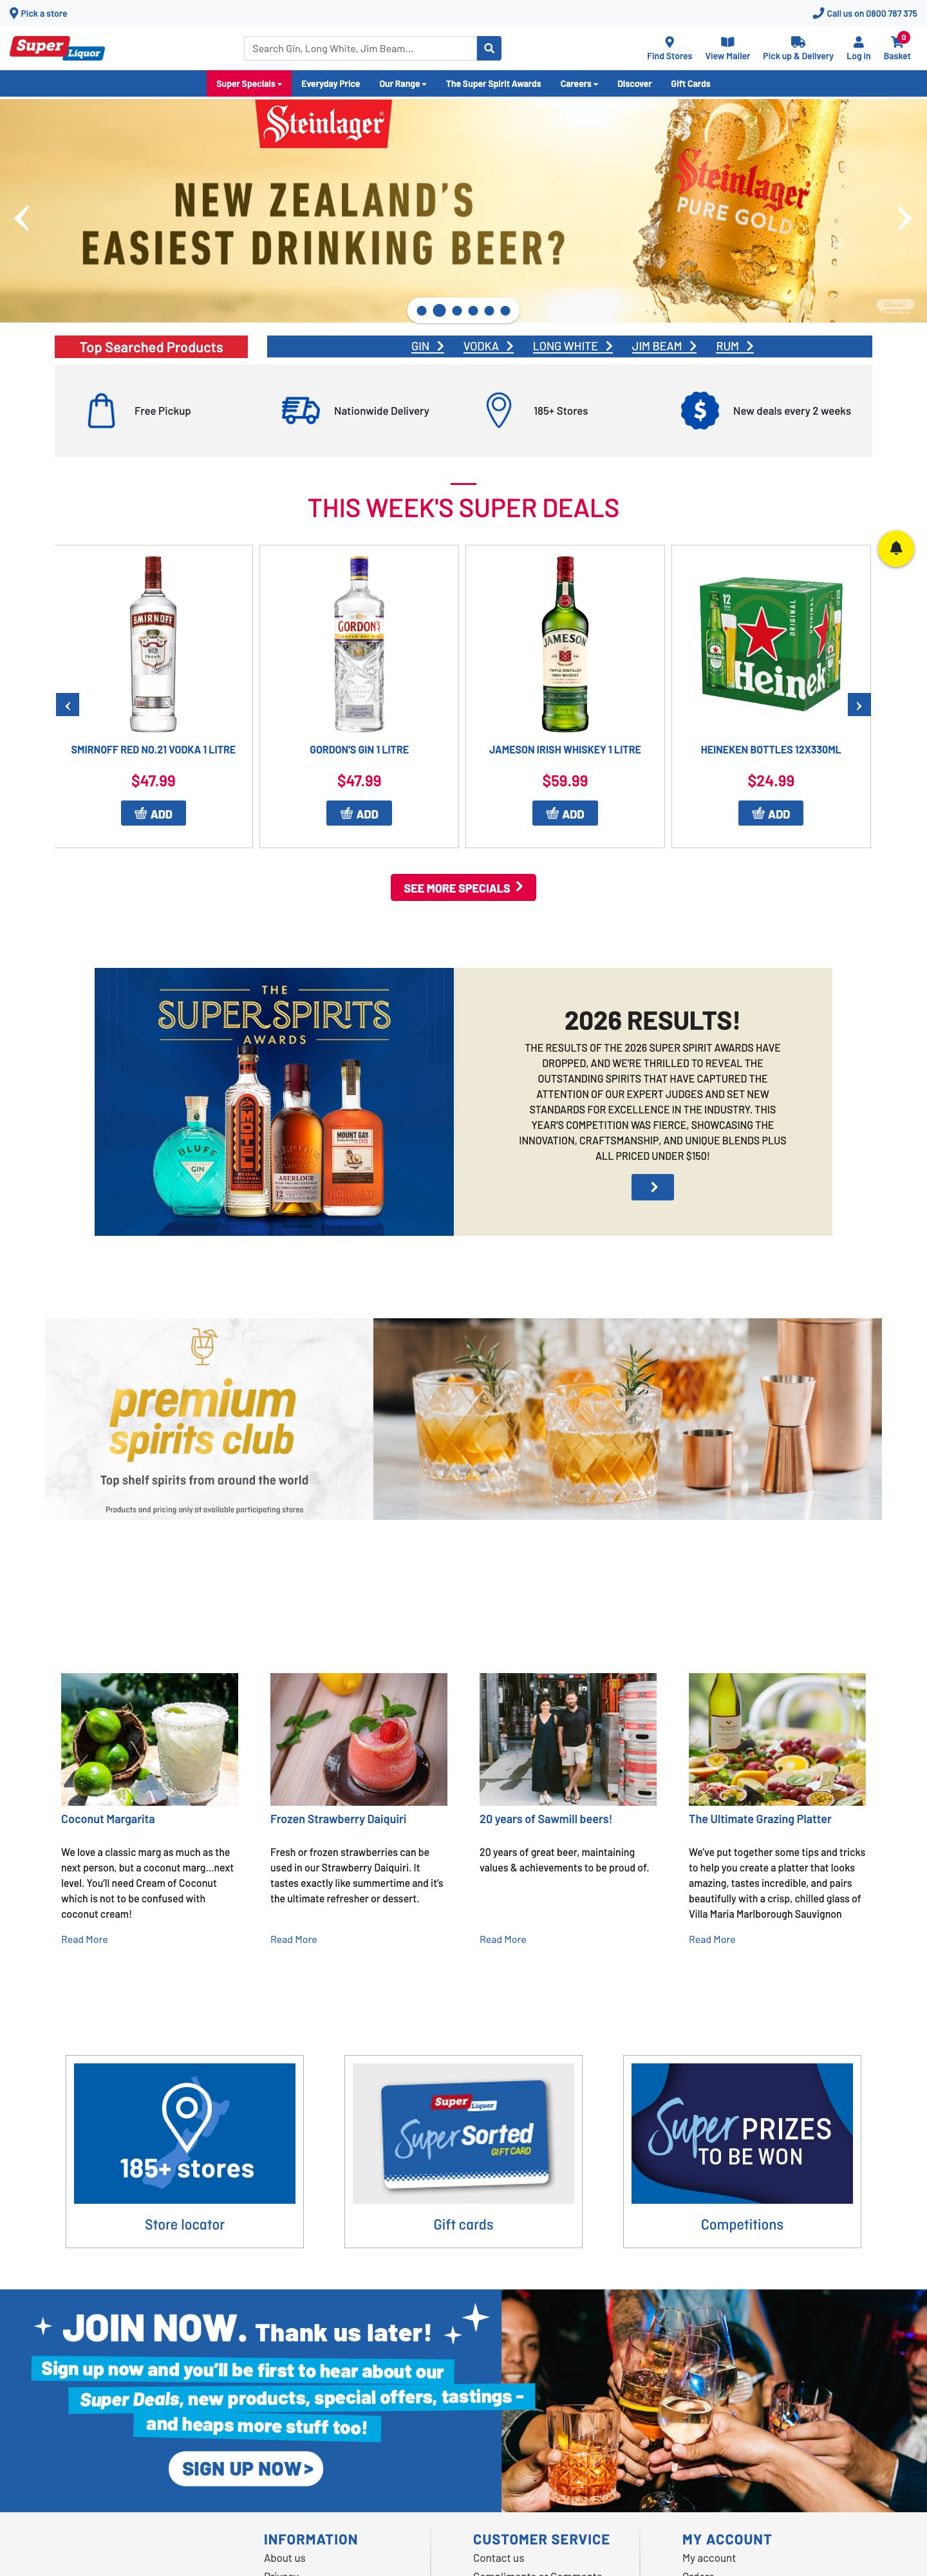 Pick a store
Call us on 0800 787 375
Super Liquor
Search Gin, Long White, Jim Beam...
Find Stores
View Mailer
Pick up & Delivery
Log in
0
Basket
Super Specials
Everyday Price
Our Range
The Super Spirit Awards
Careers
Discover
Gift Cards
Steinlager
NEW ZEALAND'S
EASIEST DRINKING BEER?
Steinlager
PURE GOLD
Top Searched Products
GIN
VODKA
LONG WHITE
JIM BEAM
RUM
Free Pickup
Nationwide Delivery
185+ Stores
New deals every 2 weeks
THIS WEEK'S SUPER DEALS
SMIRNOFF
GORDON'S
JAMESON
12
ORIGINAL
Heinek
SMIRNOFF RED NO.21 VODKA 1 LITRE
GORDON'S GIN 1 LITRE
JAMESON IRISH WHISKEY 1 LITRE
HEINEKEN BOTTLES 12X330ML
$47.99
$47.99
$59.99
$24.99
ADD
ADD
ADD
ADD
SEE MORE SPECIALS
THE
SUPER SPIRITS
AWARDS
BLUFF
GIN
MOTEL
ABERLOUR
12
MOUNT GAY
2026 RESULTS!
THE RESULTS OF THE 2026 SUPER SPIRIT AWARDS HAVE
DROPPED, AND WE'RE THRILLED TO REVEAL THE
OUTSTANDING SPIRITS THAT HAVE CAPTURED THE
ATTENTION OF OUR EXPERT JUDGES AND SET NEW
STANDARDS FOR EXCELLENCE IN THE INDUSTRY. THIS
YEAR'S COMPETITION WAS FIERCE, SHOWCASING THE
INNOVATION, CRAFTSMANSHIP, AND UNIQUE BLENDS PLUS
ALL PRICED UNDER $150!
premium
spirits club
Top shelf spirits from around the world
Products and pricing only at available participating stores
Coconut Margarita
We love a classic marg as much as the
next person, but a coconut marg...next
level. You'll need Cream of Coconut
which is not to be confused with
coconut cream!
Read More
Frozen Strawberry Daiquiri
Fresh or frozen strawberries can be
used in our Strawberry Daiquiri. It
tastes exactly like summertime and it's
the ultimate refresher or dessert.
Read More
20 years of Sawmill beers!
20 years of great beer, maintaining
values & achievements to be proud of.
Read More
The Ultimate Grazing Platter
We've put together some tips and tricks
to help you create a platter that looks
amazing, tastes incredible, and pairs
beautifully with a crisp, chilled glass of
Villa Maria Marlborough Sauvignon
Read More
185+ stores
Store locator
Super Liquor
Super Sorted
GIFT CARD
Gift cards
Super PRIZES
TO BE WON
Competitions
JOIN NOW. Thank us later!
Sign up now and you'll be first to hear about our
Super Deals, new products, special offers, tastings -
and heaps more stuff too!
SIGN UP NOW>
INFORMATION
About us
CUSTOMER SERVICE
Contact us
MY ACCOUNT
My account